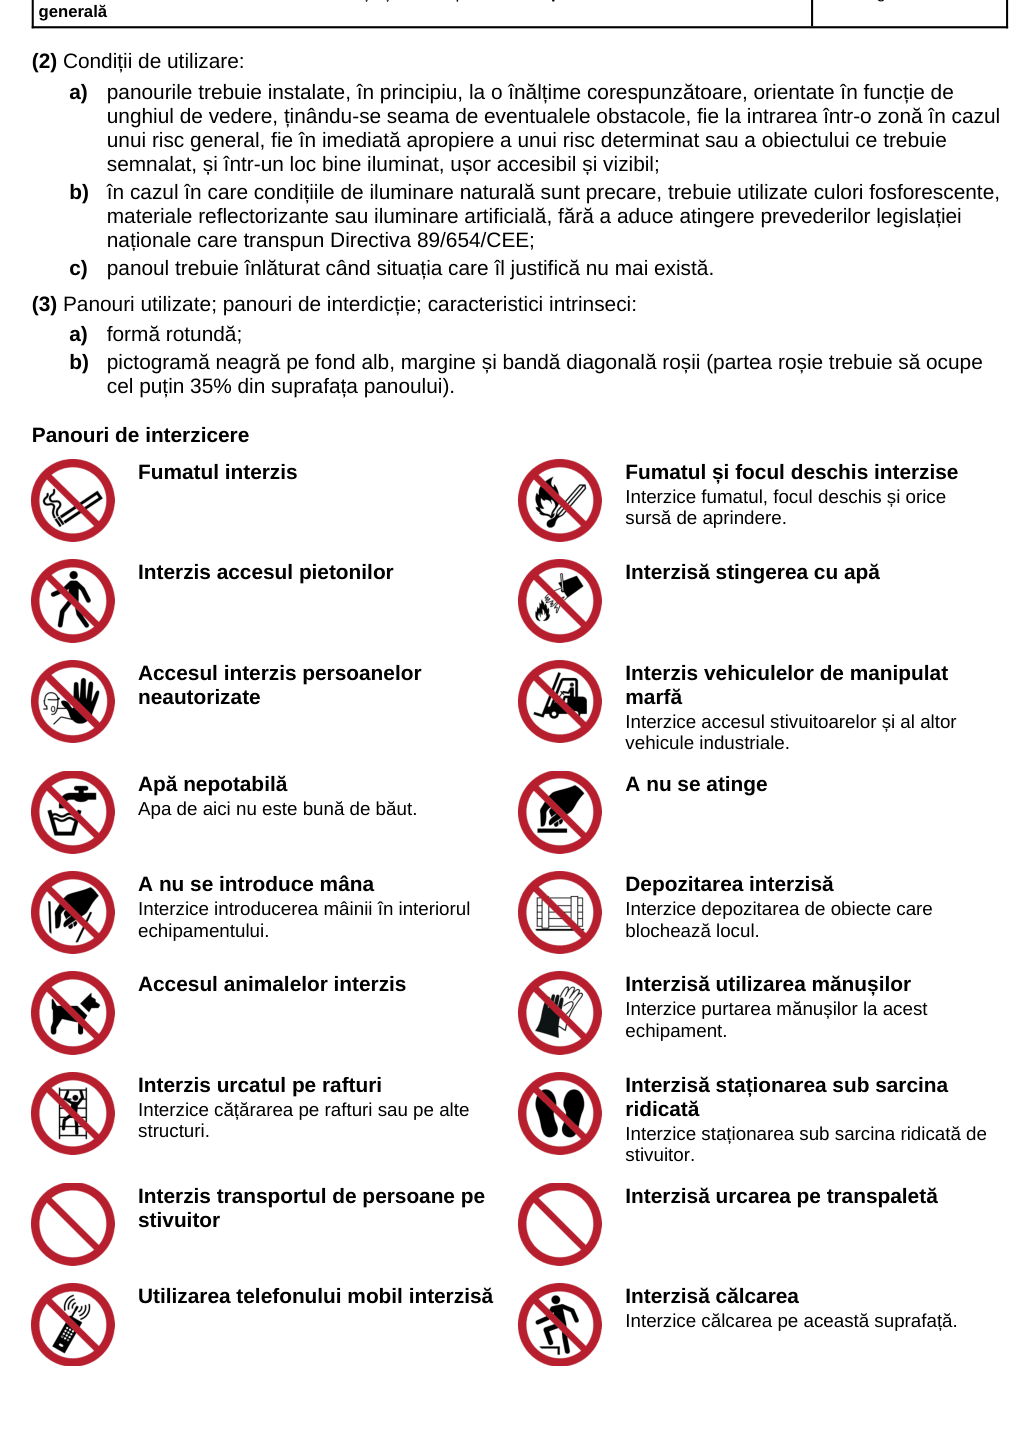 generală
(2) Condiții de utilizare:
a) panourile trebuie instalate, în principiu, la o înălțime corespunzătoare, orientate în funcție de
unghiul de vedere, ținându-se seama de eventualele obstacole, fie la intrarea într-o zonă în cazul
unui risc general, fie în imediată apropiere a unui risc determinat sau a obiectului ce trebuie
semnalat, și într-un loc bine iluminat, ușor accesibil și vizibil;
b) în cazul în care condițiile de iluminare naturală sunt precare, trebuie utilizate culori fosforescente,
materiale reflectorizante sau iluminare artificială, fără a aduce atingere prevederilor legislației
naționale care transpun Directiva 89/654/CEE;
c) panoul trebuie înlăturat când situația care îl justifică nu mai există.
(3) Panouri utilizate; panouri de interdicție; caracteristici intrinseci:
a) formă rotundă;
b) pictogramă neagră pe fond alb, margine și bandă diagonală roșii (partea roșie trebuie să ocupe
cel puțin 35% din suprafața panoului).
Panouri de interzicere
Fumatul interzis
Fumatul și focul deschis interzise
Interzice fumatul, focul deschis și orice
sursă de aprindere.
Interzis accesul pietonilor
Interzisă stingerea cu apă
Accesul interzis persoanelor
neautorizate
Interzis vehiculelor de manipulat
marfă
Interzice accesul stivuitoarelor și al altor
vehicule industriale.
Apă nepotabilă
Apa de aici nu este bună de băut.
A nu se atinge
A nu se introduce mâna
Interzice introducerea mâinii în interiorul
echipamentului.
Depozitarea interzisă
Interzice depozitarea de obiecte care
blochează locul.
Accesul animalelor interzis
Interzisă utilizarea mănușilor
Interzice purtarea mănușilor la acest
echipament.
Interzis urcatul pe rafturi
Interzice cățărarea pe rafturi sau pe alte
structuri.
Interzisă staționarea sub sarcina
ridicată
Interzice staționarea sub sarcina ridicată de
stivuitor.
Interzis transportul de persoane pe
stivuitor
Interzisă urcarea pe transpaletă
Utilizarea telefonului mobil interzisă
Interzisă călcarea
Interzice călcarea pe această suprafață.